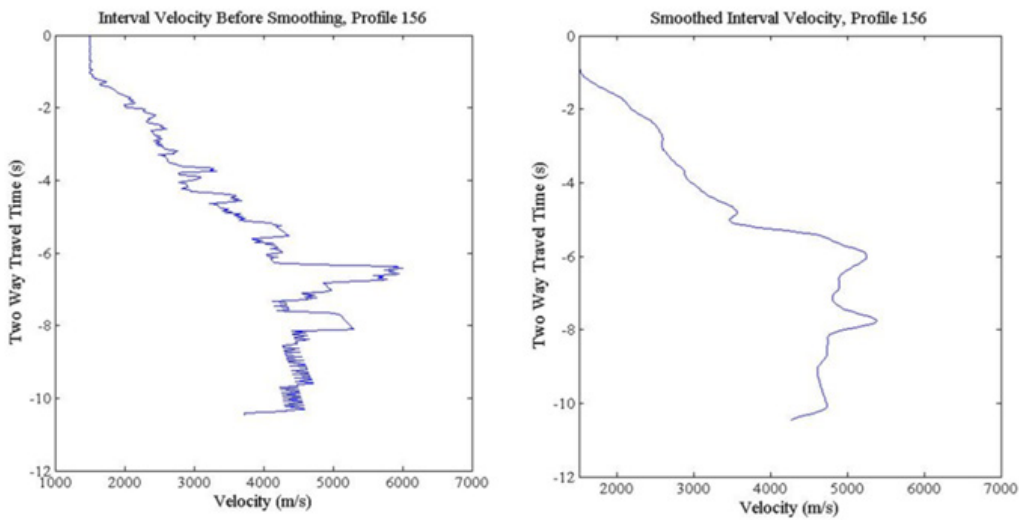 Interval Velocity Before Smoothing, Profile 156
0
-2
-4
-6
-8
-10
-12
1000 2000 3000 4000 5000 6000 7000
Two Way Travel Time (s)
Velocity (m/s)
Smoothed Interval Velocity, Profile 156
0
-2
-4
-6
-8
-10
-12
2000 3000 4000 5000 6000 7000
Two Way Travel Time (s)
Velocity (m/s)